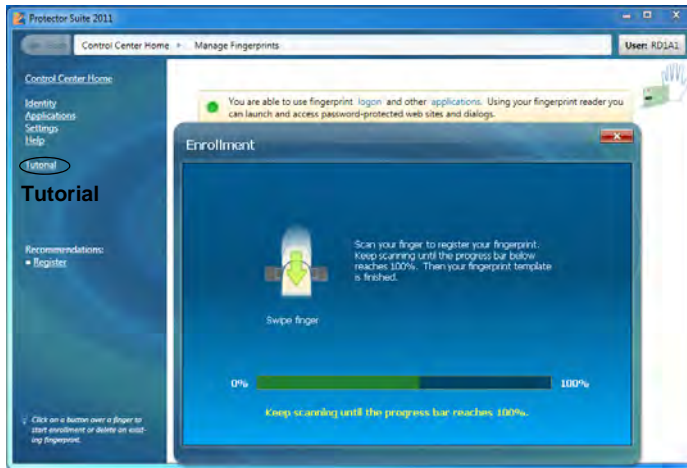 Protector Suite 2011
Control Center Home
Manage Fingerprints
User: RD1A1
Control Center Home
Identity
Applications
Settings
Help
Tutorial
Tutorial
Recommendations:
Register
You are able to use fingerprint logon and other applications. Using your fingerprint reader you
can launch and access password-protected web sites and dialogs.
Enrollment
Scan your finger to register your fingerprint.
Keep scanning until the progress bar below
reaches 100%. Then your fingerprint template
is finished.
Swipe finger
0%
100%
Keep scanning until the progress bar reaches 100%.
Click on a button over a finger to
start enrollment or delete an exist-
ing fingerprint.